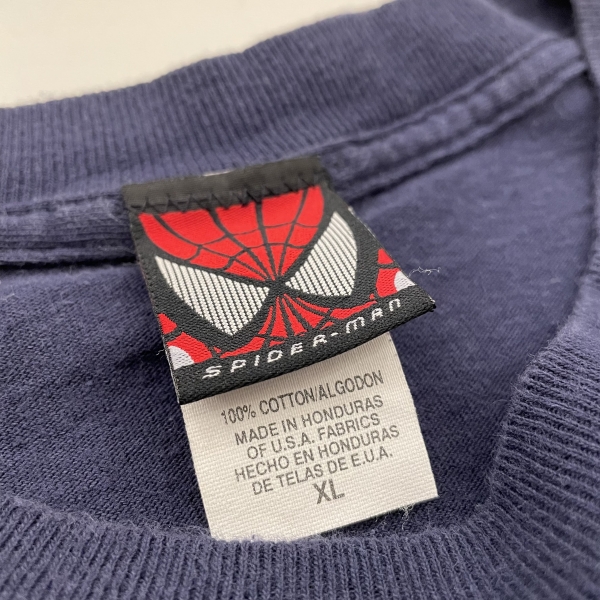 SPIDER-MAN
100% COTTON/ALGODON
MADE IN HONDURAS
OF U.S.A. FABRICS
HECHO EN HONDURAS
DE TELAS DE E.U.A.
XL